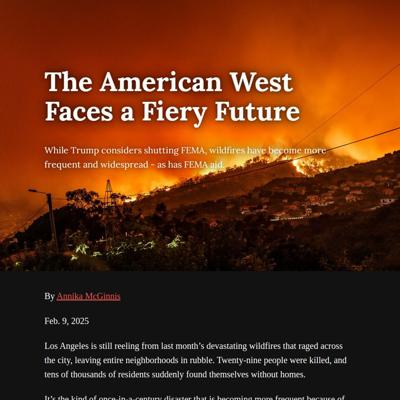 The American West
Faces a Fiery Future
While Trump considers shutting FEMA, wildfires have become more
frequent and widespread - as has FEMA aid.
By Annika McGinnis
Feb. 9, 2025
Los Angeles is still reeling from last month's devastating wildfires that raged across
the city, leaving entire neighborhoods in rubble. Twenty-nine people were killed, and
tens of thousands of residents suddenly found themselves without homes.
It's the kind of once-in-a-century disaster that is becoming more frequent because of